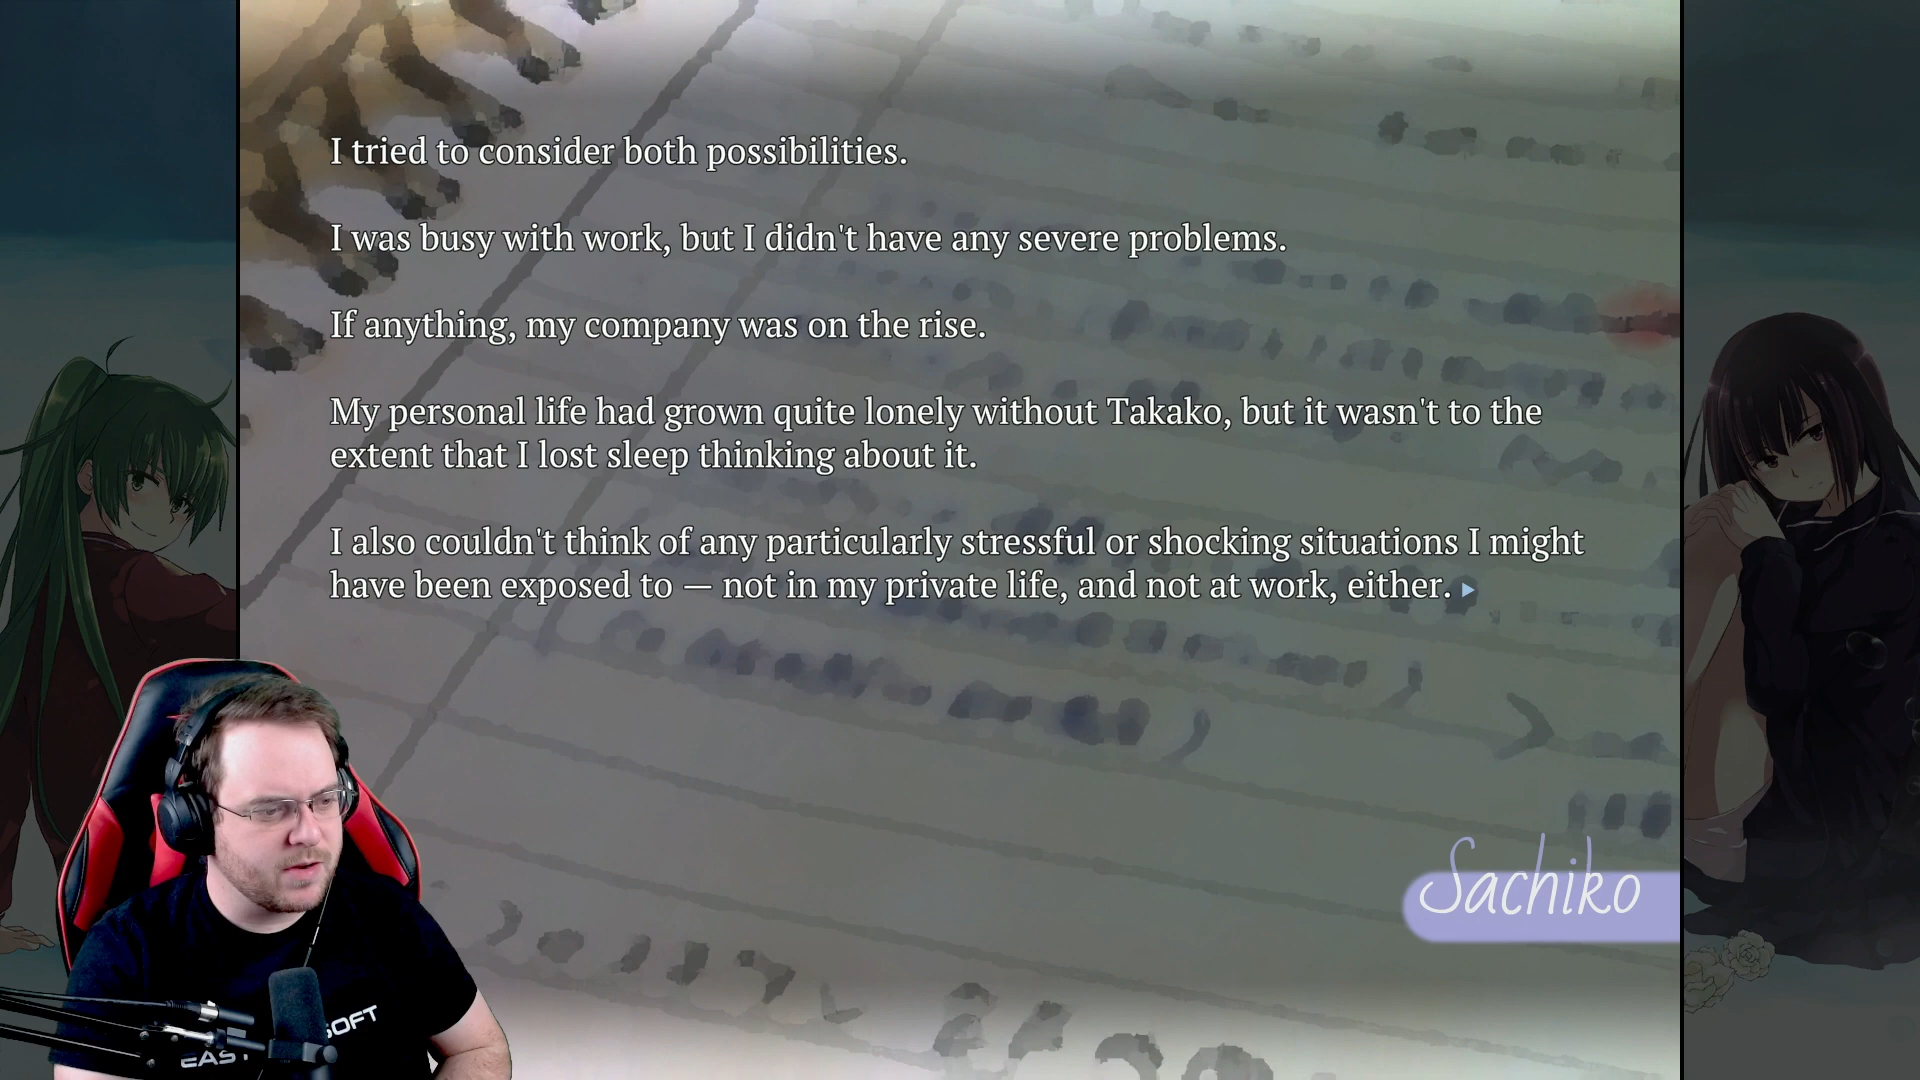 I tried to consider both possibilities.
I was busy with work, but I didn't have any severe problems.
If anything, my company was on the rise.
My personal life had grown quite lonely without Takako, but it wasn't to the
extent that I lost sleep thinking about it.
I also couldn't think of any particularly stressful or shocking situations I might
have been exposed to — not in my private life, and not at work, either.
Sachiko